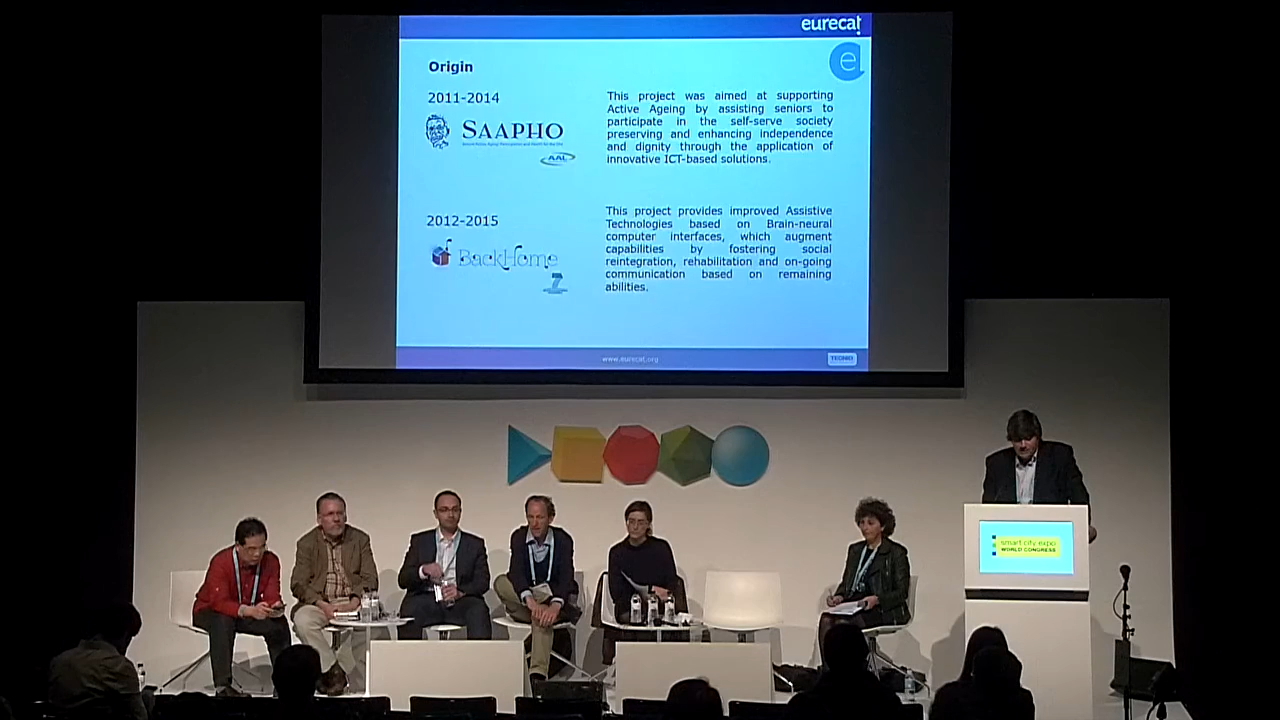 eurecat
e
Origin
2011-2014
SAAPHO
AAL
This project was aimed at supporting
Active Ageing by assisting seniors to
participate in the self-serve society
preserving and enhancing independence
and dignity through the application of
innovative ICT-based solutions.
2012-2015
BackHome
7
This project provides improved Assistive
Technologies based on Brain-neural
computer interfaces, which augment
capabilities by fostering social
reintegration, rehabilitation and on-going
communication based on remaining
abilities.
www.eurecat.org
TECNIO
smart city expo
WORLD CONGRESS